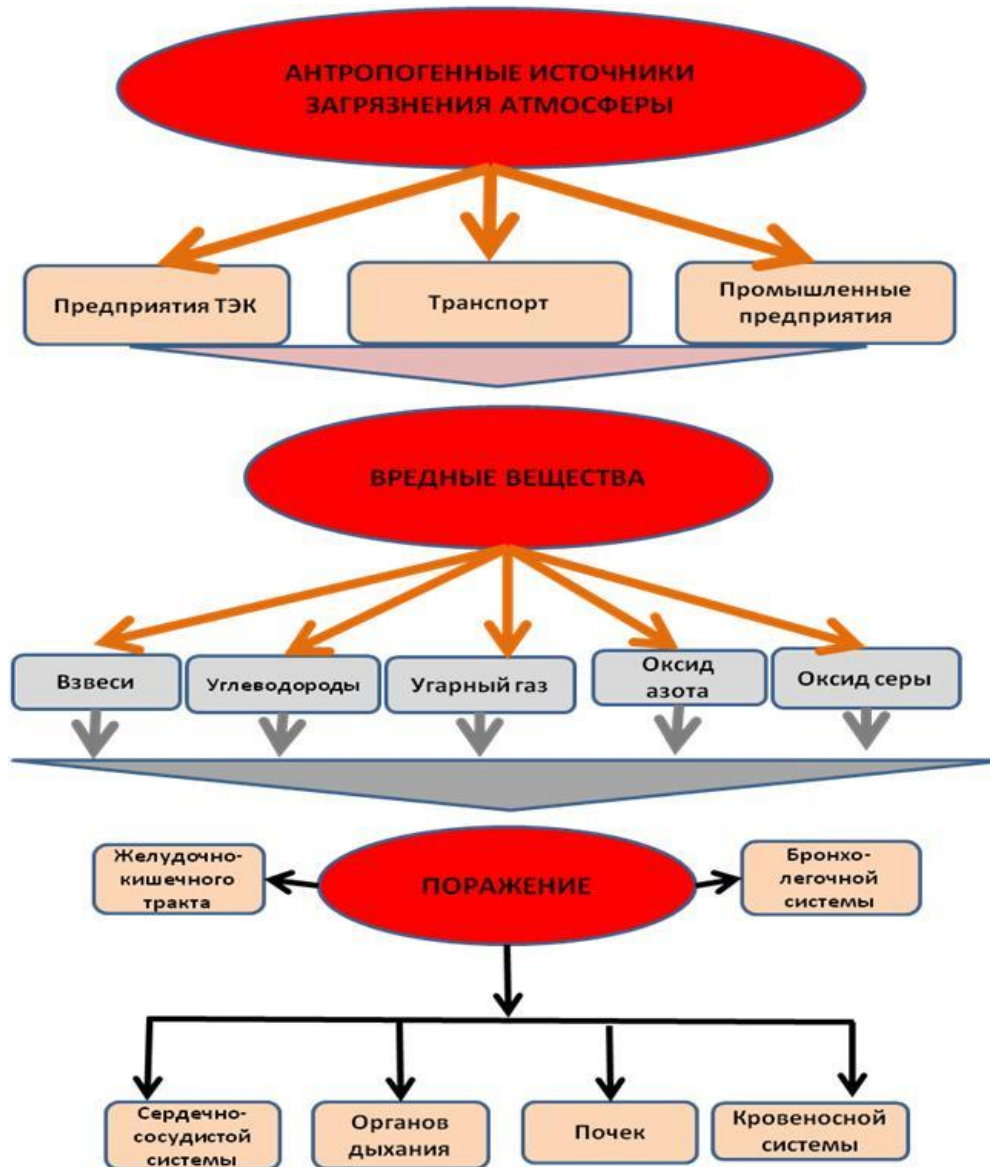 АНТРОПОГЕННЫЕ ИСТОЧНИКИ
ЗАГРЯЗНЕНИЯ АТМОСФЕРЫ
Предприятия ТЭК
Транспорт
Промышленные
предприятия
ВРЕДНЫЕ ВЕЩЕСТВА
Взвеси
Углеводороды
Угарный газ
Оксид
азота
Оксид серы
Желудочно-
кишечного
тракта
ПОРАЖЕНИЕ
Бронхо-
легочной
системы
Сердечно-
сосудистой
системы
Органов
дыхания
Почек
Кровеносной
системы